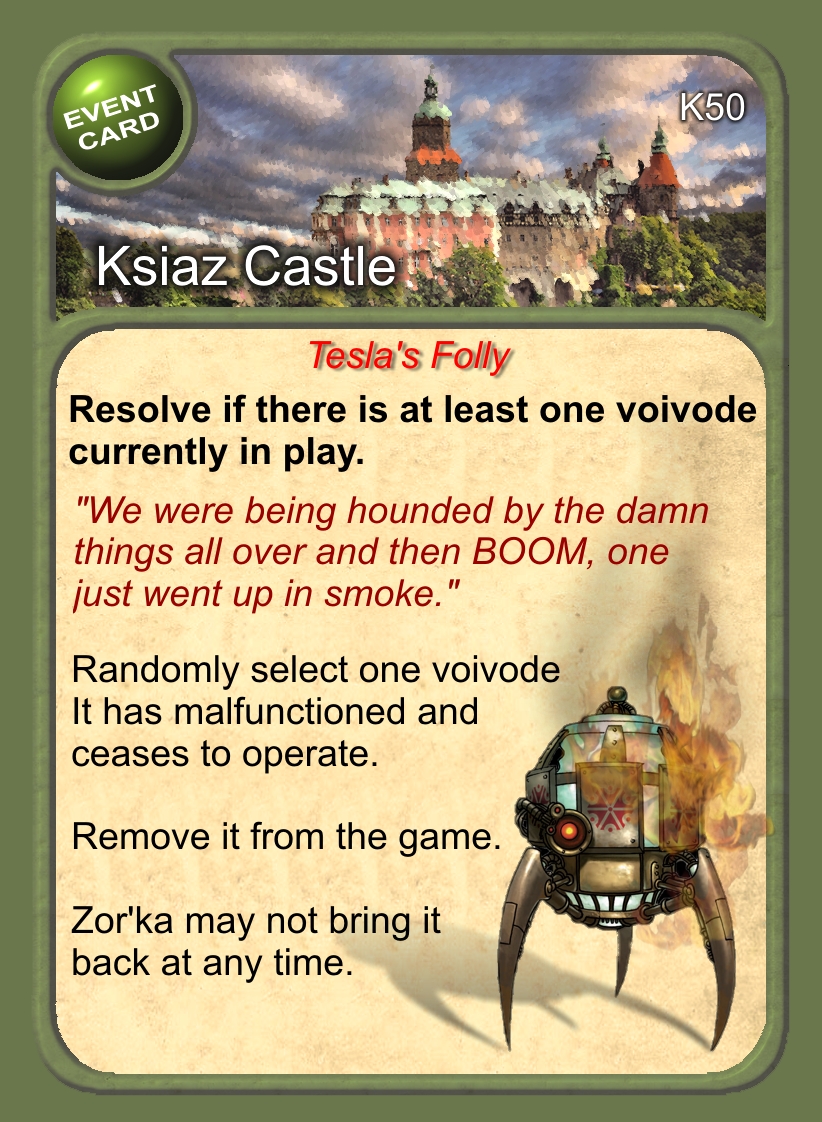 EVENT
CARD
K50
Ksiaz Castle
Tesla's Folly
Resolve if there is at least one voivode
currently in play.
"We were being hounded by the damn
things all over and then BOOM, one
just went up in smoke."
Randomly select one voivode
It has malfunctioned and
ceases to operate.
Remove it from the game.
Zor'ka may not bring it
back at any time.